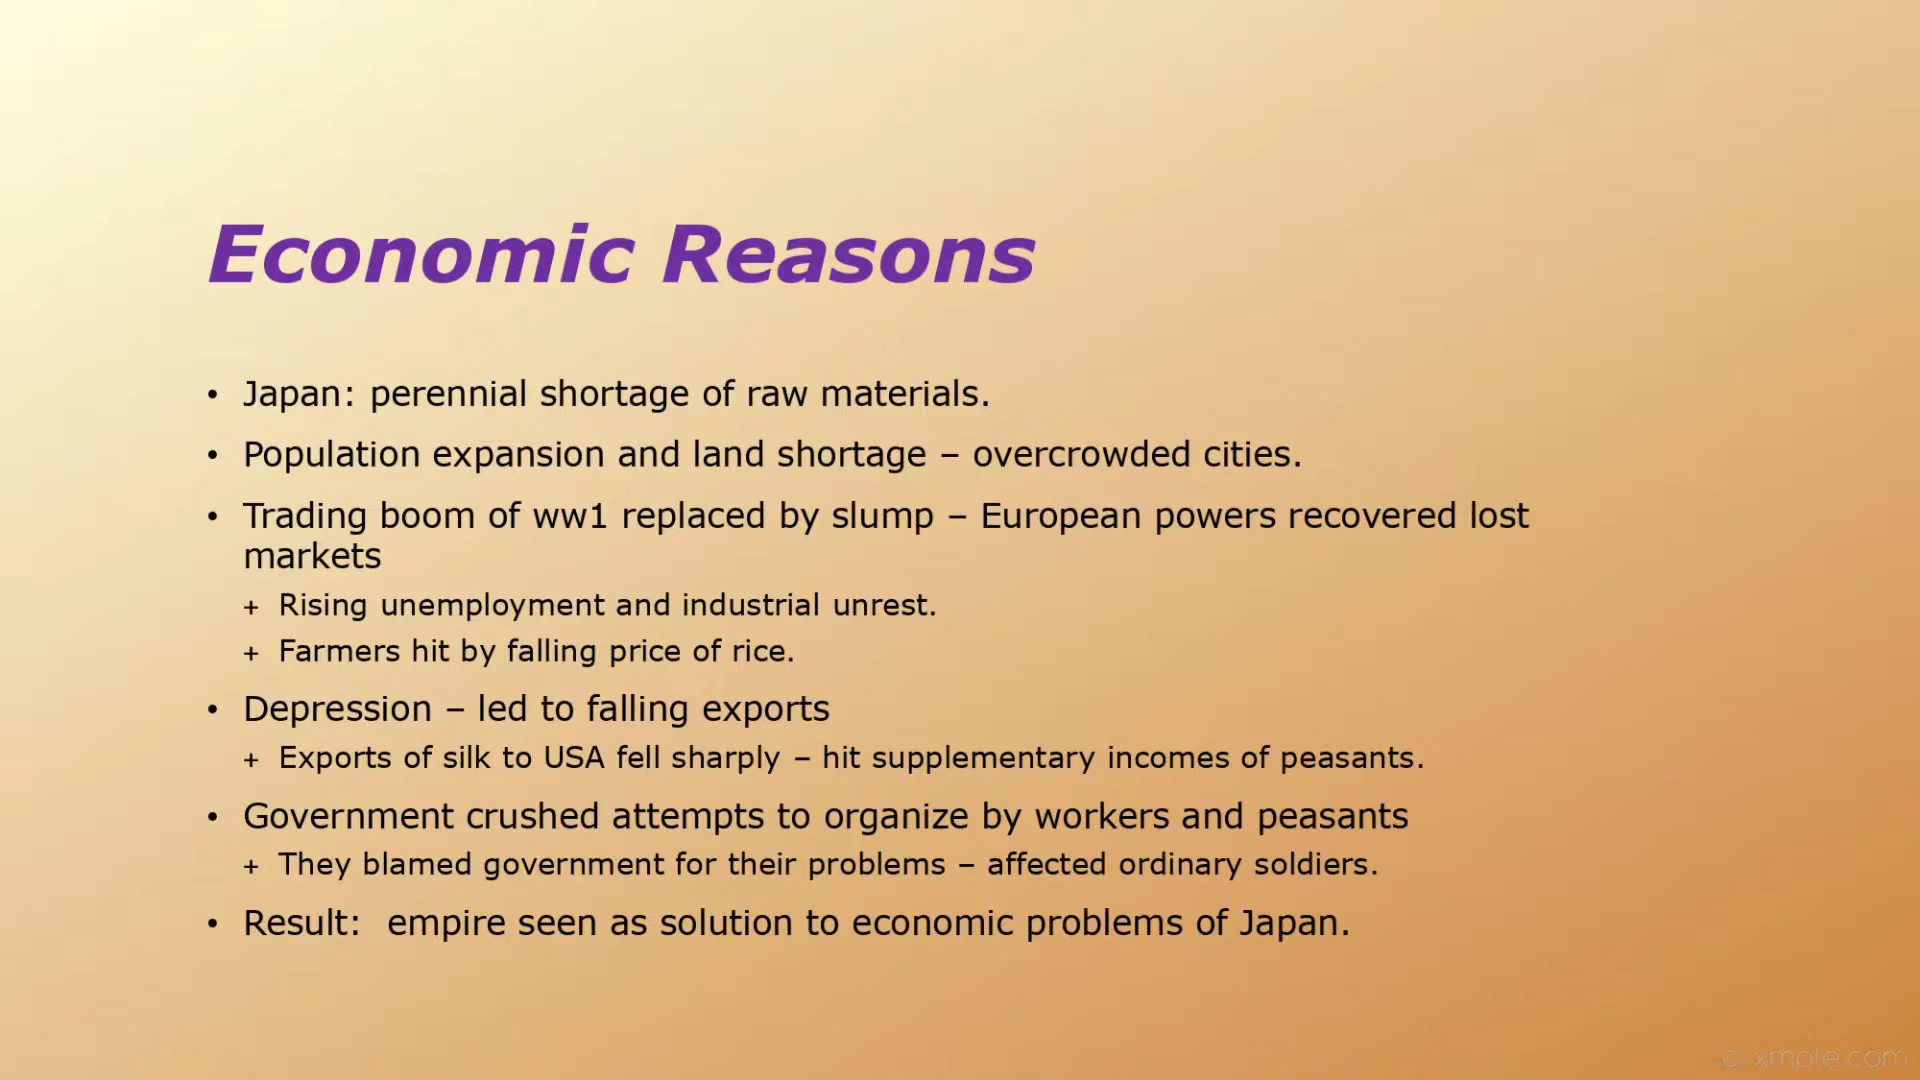 Economic Reasons
• Japan: perennial shortage of raw materials.
• Population expansion and land shortage – overcrowded cities.
• Trading boom of ww1 replaced by slump – European powers recovered lost
markets
+ Rising unemployment and industrial unrest.
+ Farmers hit by falling price of rice.
• Depression – led to falling exports
+ Exports of silk to USA fell sharply – hit supplementary incomes of peasants.
• Government crushed attempts to organize by workers and peasants
+ They blamed government for their problems – affected ordinary soldiers.
• Result:  empire seen as solution to economic problems of Japan.
xmple.com